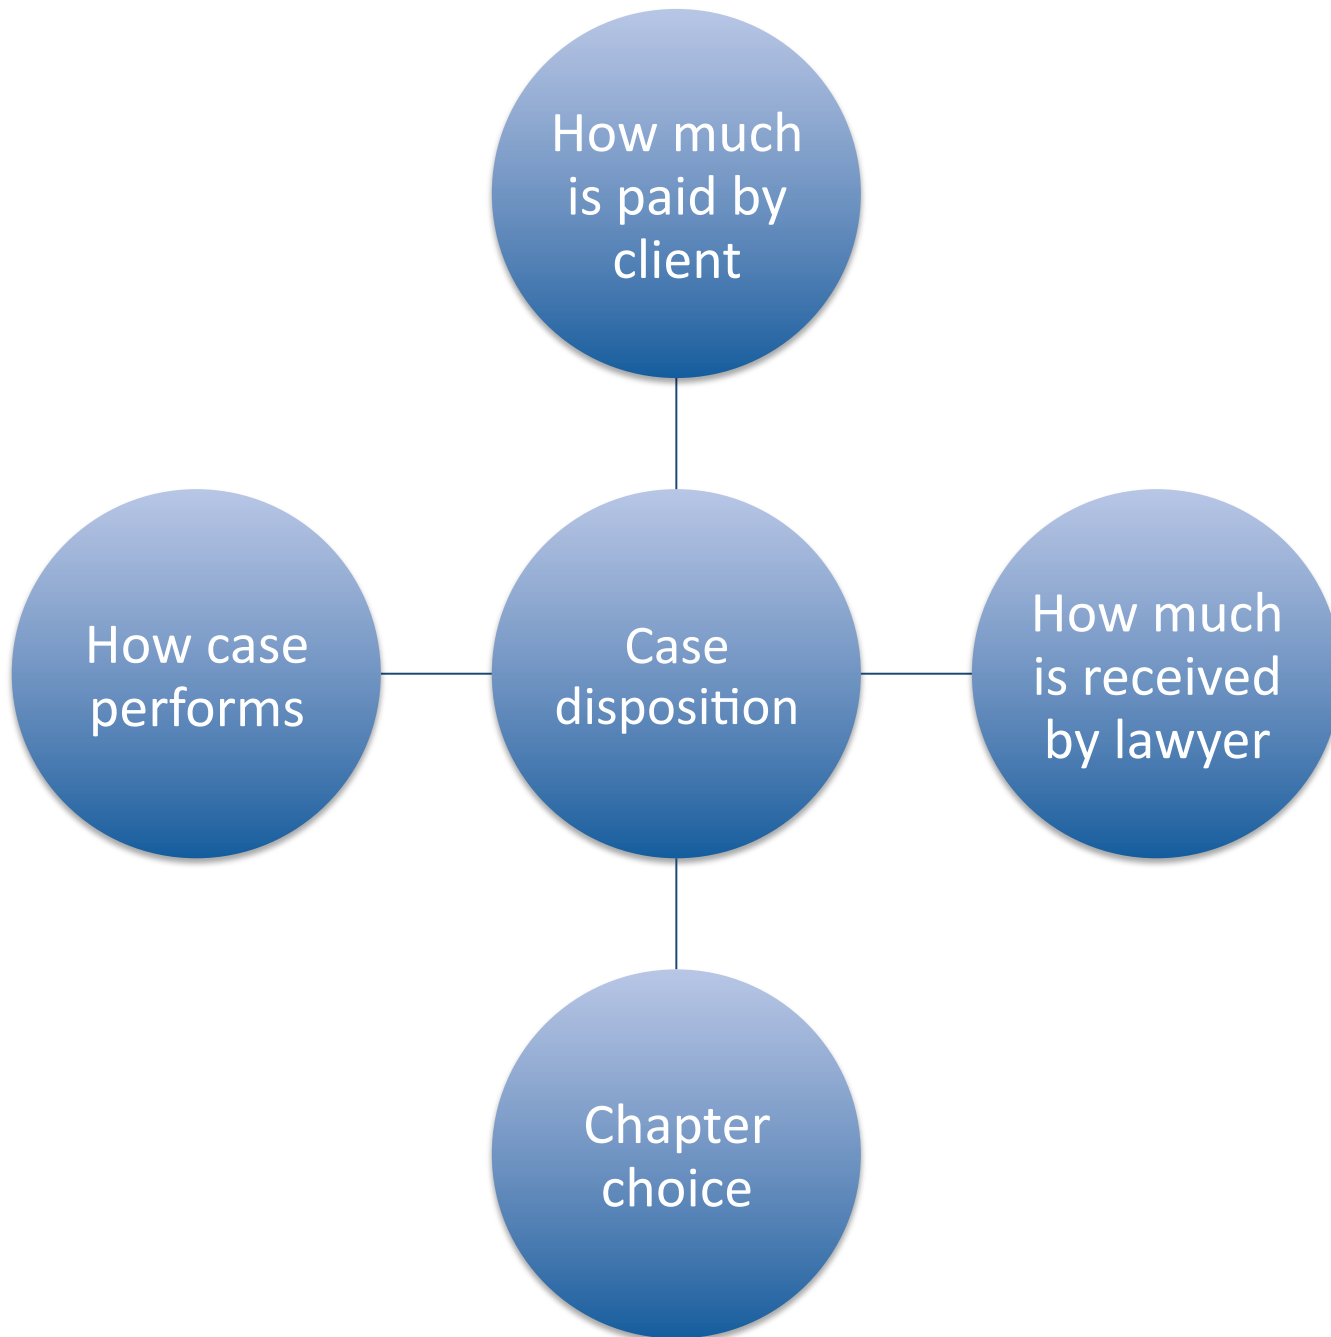 How much
is paid by
client
How case
performs
Case
disposition
How much
is received
by lawyer
Chapter
choice